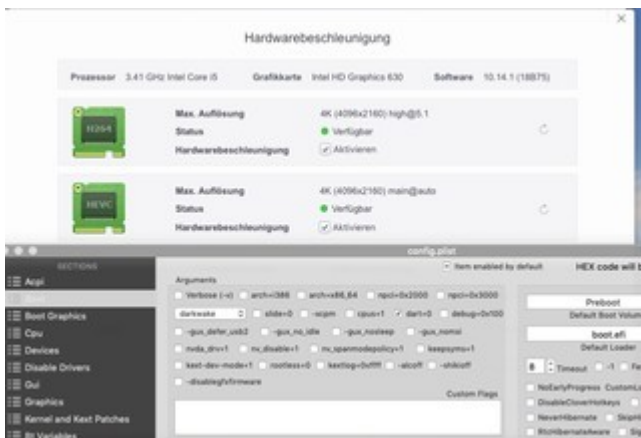 Hardwarebeschleunigung
Prozessor 3.41 GHz Intel Core i5 Grafikkarte Intel HD Graphics 630 Software 10.14.1 (18B75)
H264
Max. Auflösung 4K (4096x2160) high@5.1
Status Verfügbar
Hardwarebeschleunigung Aktivieren
HEVC
Max. Auflösung 4K (4096x2160) main@auto
Status Verfügbar
Hardwarebeschleunigung Aktivieren
config.plist
SECTIONS
Item enabled by default HEX code will b
Acpi
Arguments
Verbose (-v) arch=i386 arch=x86_64 npci=0x2000 npci=0x3000
Preboot
Boot
darkwake slide=0 -xcpm cpus=1 dart=0 debug=0x100
Default Boot Volum
Boot Graphics
-gux_defer_usb2 -gux_no_idle -gux_nosleep -gux_nomsi
boot.efi
Cpu
nvda_drv=1 nv_disable=1 nv_spanmodepolicy=1 keepsyms=1
Default Loader
Devices
kext-dev-mode=1 rootless=0 -alcoff -shikioff
Timeout -1
Disable Drivers
-disablegfxfirmware
Gui
Custom Flags
NoEarlyProgress
Graphics
DisableCloverHotkeys
Kernel and Kext Patches
NeverHibernate
Rt Variables
RtcHibernateAware